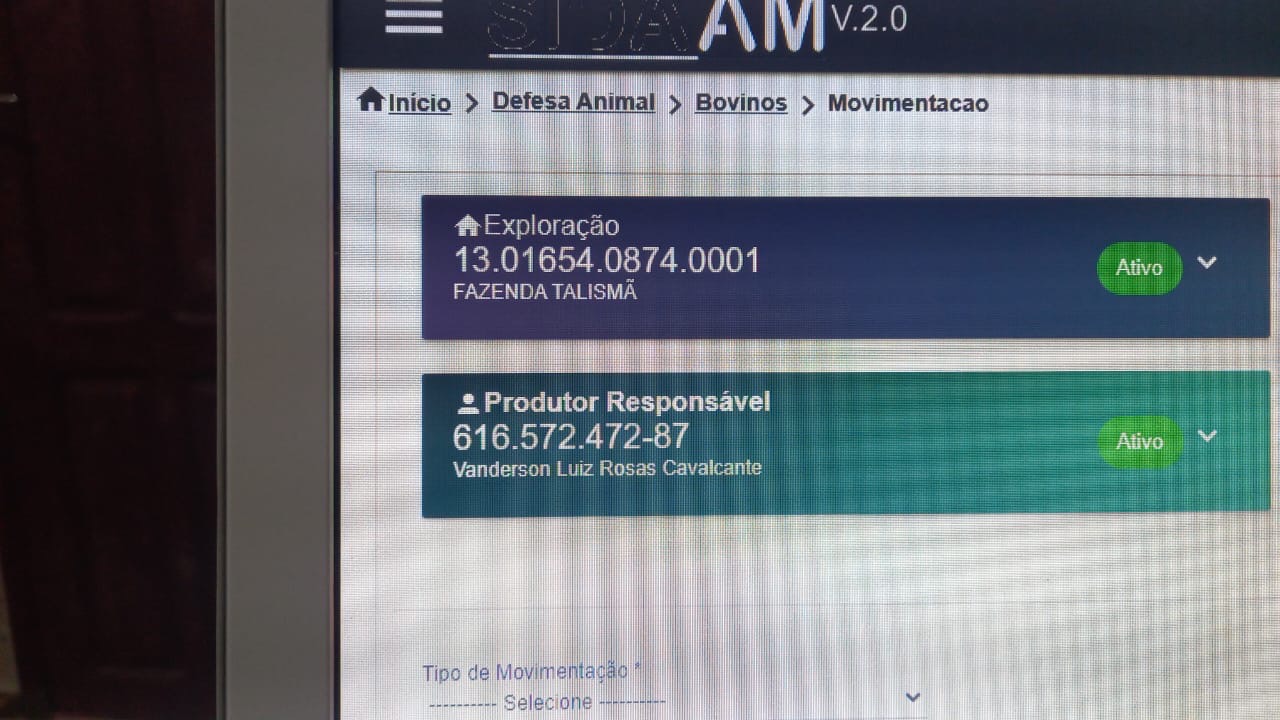 SIDAAM V.2.0
Início > Defesa Animal > Bovinos > Movimentacao
Exploração
13.01654.0874.0001
FAZENDA TALISMÃ
Ativo
Produtor Responsável
616.572.472-87
Vanderson Luiz Rosas Cavalcante
Ativo
Tipo de Movimentação *
---------- Selecione ----------